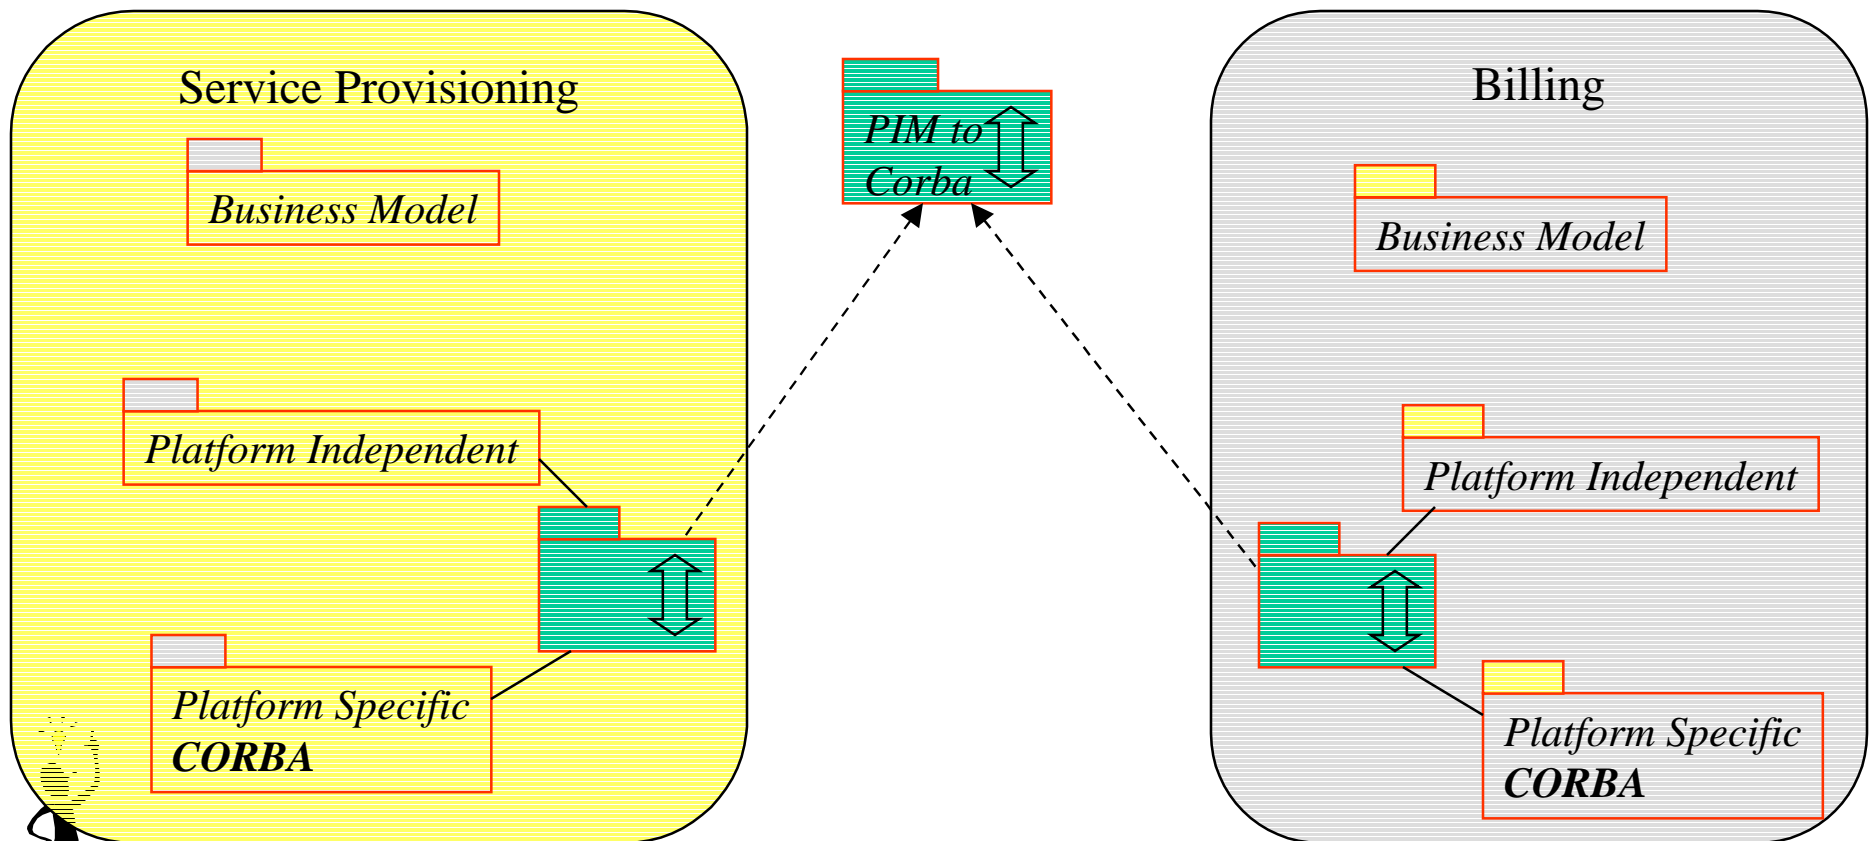 Service Provisioning
Business Model
Platform Independent
Platform Specific
CORBA
PIM to
Corba
Billing
Business Model
Platform Independent
Platform Specific
CORBA